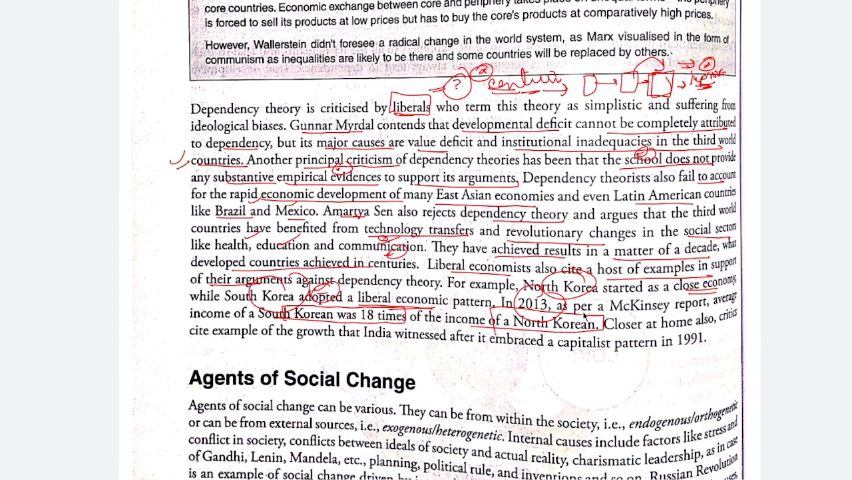 core countries. Economic exchange between core and periphery takes place on
is forced to sell its products at low prices but has to buy the core's products at comparatively high prices.
However, Wallerstein didn't foresee a radical change in the world system, as Marx visualised in the form of
communism as inequalities are likely to be there and some countries will be replaced by others.
?
Dependency theory is criticised by liberals who term this theory as simplistic and suffering from
ideological biases. Gunnar Myrdal contends that developmental deficit cannot be completely attributed
to dependency, but its major causes are value deficit and institutional inadequacies in the third world
countries. Another principal criticism of dependency theories has been that the school does not provide
any substantive empirical evidences to support its arguments. Dependency theorists also fail to account
for the rapid economic development of many East Asian economies and even Latin American countries
like Brazil and Mexico. Amartya Sen also rejects dependency theory and argues that the third world
countries have benefited from technology transfers and revolutionary changes in the social sectors
like health, education and communication. They have achieved results in a matter of a decade, what
developed countries achieved in centuries. Liberal economists also cite a host of examples in support
of their arguments against dependency theory. For example, North Korea started as a close economy
while South Korea adopted a liberal economic pattern. In 2013, as per a McKinsey report, average
income of a South Korean was 18 times of the income of a North Korean. Closer at home also, critics
cite example of the growth that India witnessed after it embraced a capitalist pattern in 1991.
Agents of Social Change
Agents of social change can be various. They can be from within the society, i.e., endogenous/orthogenetic
or can be from external sources, i.e., exogenous/heterogenetic. Internal causes include factors like stress and
conflict in society, conflicts between ideals of society and actual reality, charismatic leadership, as in case
of Gandhi, Lenin, Mandela, etc., planning, political rule, and inventions and so on. Russian Revolution
is an example of social change driven by